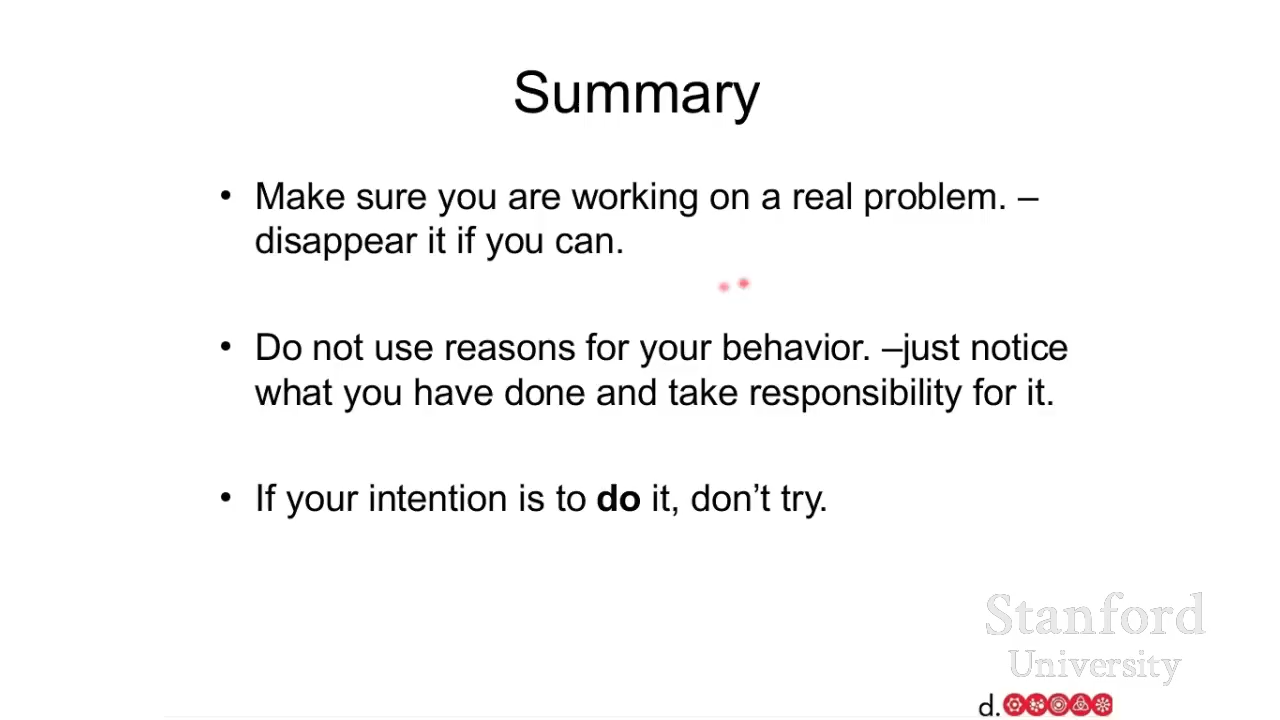 Summary
• Make sure you are working on a real problem. –
disappear it if you can.
• Do not use reasons for your behavior. –just notice
what you have done and take responsibility for it.
• If your intention is to do it, don’t try.
Stanford
University
d.